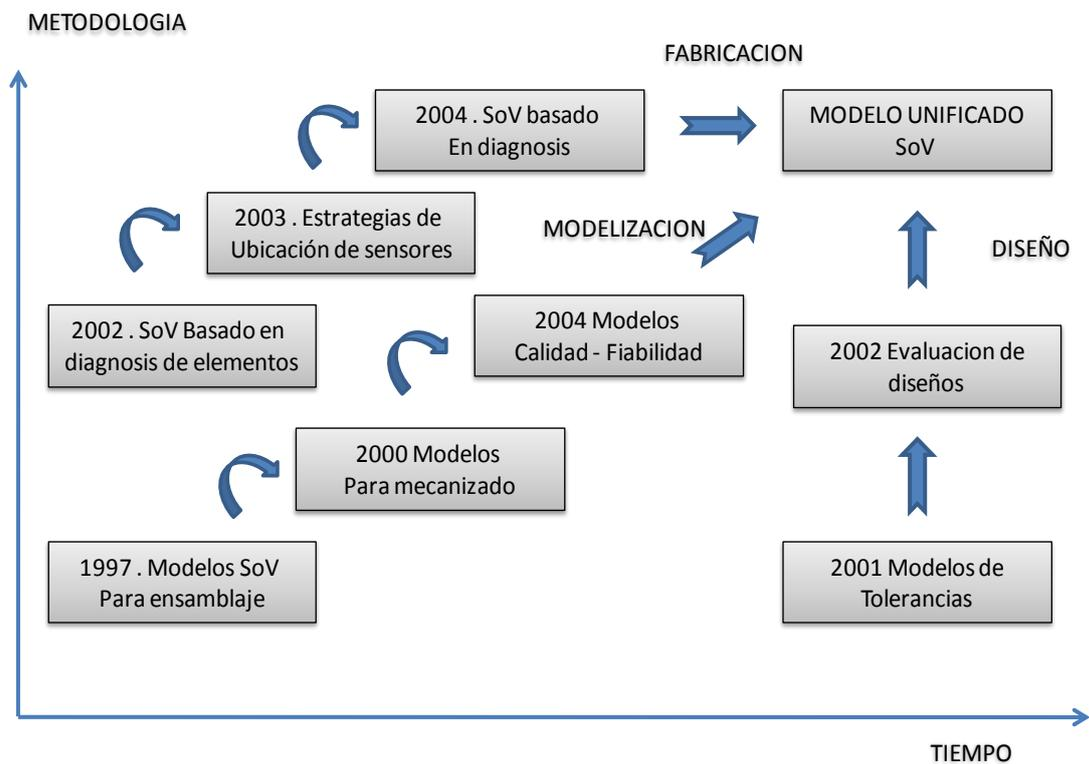 METODOLOGIA
FABRICACION
2004 . SoV basado
En diagnosis
MODELO UNIFICADO
SoV
2003 . Estrategias de
Ubicación de sensores
MODELIZACION
DISEÑO
2002 . SoV Basado en
diagnosis de elementos
2004 Modelos
Calidad - Fiabilidad
2002 Evaluacion de
diseños
2000 Modelos
Para mecanizado
1997 . Modelos SoV
Para ensamblaje
2001 Modelos de
Tolerancias
TIEMPO